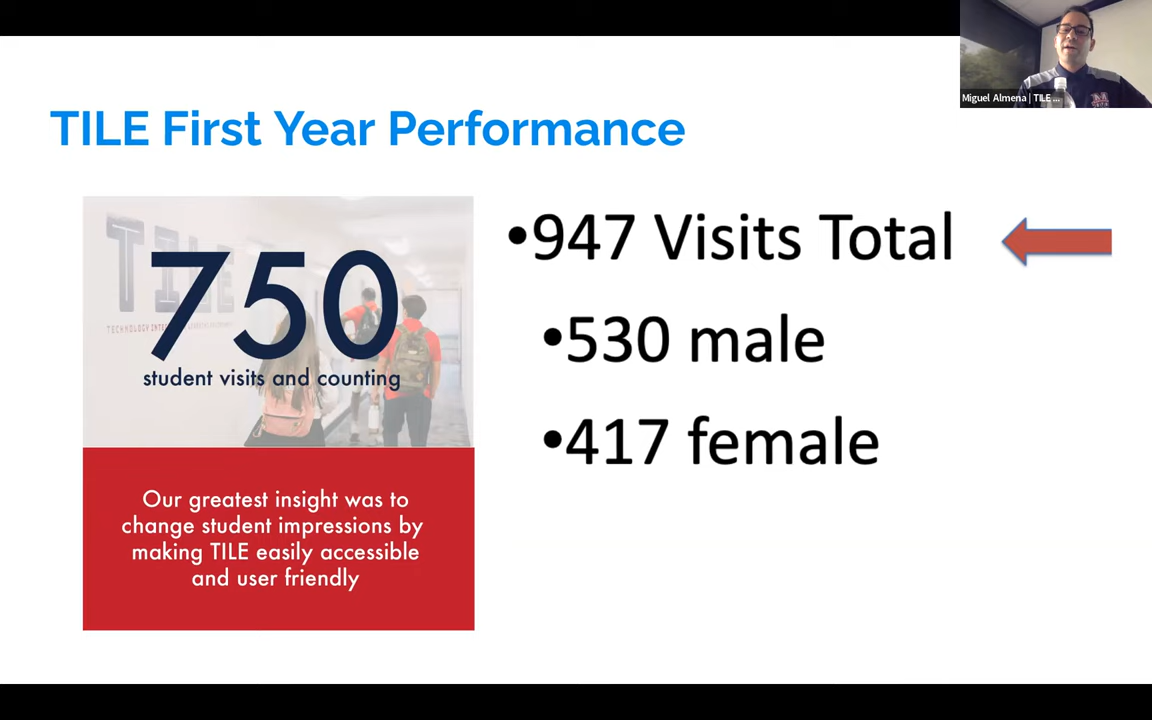 Miguel Almena | TILE ...
TILE First Year Performance
TILE
750
student visits and counting
Our greatest insight was to
change student impressions by
making TILE easily accessible
and user friendly
•947 Visits Total
•530 male
•417 female